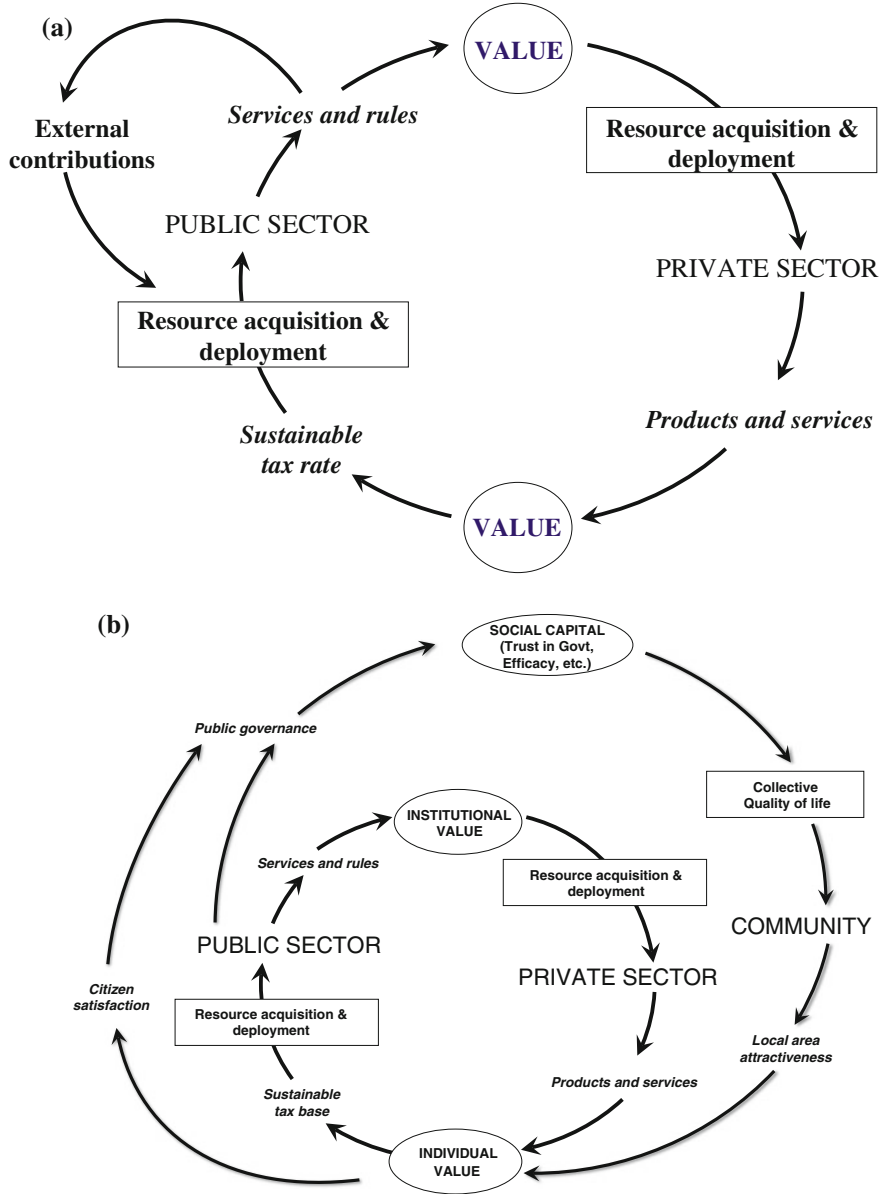 (a)
VALUE
Services and rules
External
contributions
Resource acquisition &
deployment
PUBLIC SECTOR
PRIVATE SECTOR
Resource acquisition &
deployment
Products and services
Sustainable
tax rate
VALUE
(b)
SOCIAL CAPITAL
(Trust in Govt,
Efficacy, etc.)
Public governance
Collective
Quality of life
INSTITUTIONAL
VALUE
Services and rules
Resource acquisition &
deployment
COMMUNITY
PUBLIC SECTOR
PRIVATE SECTOR
Citizen
satisfaction
Resource acquisition &
deployment
Local area
attractiveness
Products and services
Sustainable
tax base
INDIVIDUAL
VALUE